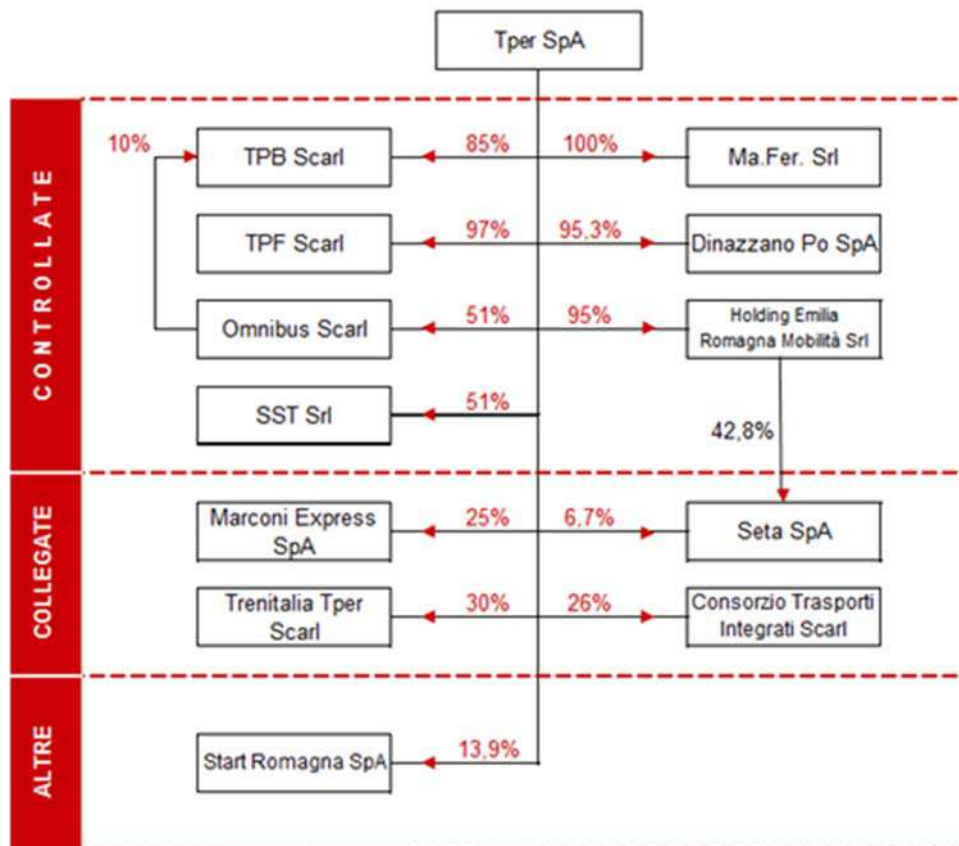 Tper SpA
CONTROLLATE
10%
TPB Scarl
85%
100%
Ma.Fer. Srl
TPF Scarl
97%
95,3%
Dinazzano Po SpA
Omnibus Scarl
51%
95%
Holding Emilia
Romagna Mobilità Srl
SST Srl
51%
42,8%
COLLEGATE
Marconi Express
SpA
25%
6,7%
Seta SpA
Trenitalia Tper
Scarl
30%
26%
Consorzio Trasporti
Integrati Scarl
ALTRE
Start Romagna SpA
13,9%